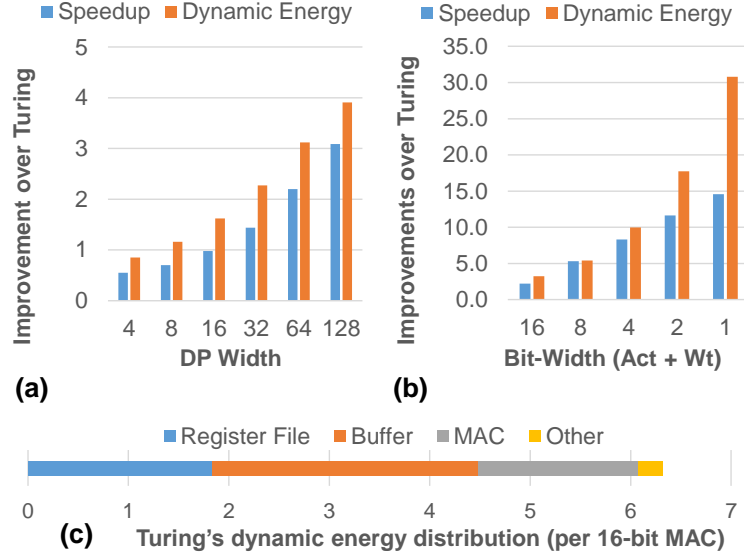 Speedup Dynamic Energy
Improvement over Turing
5
4
3
2
1
0
4 8 16 32 64 128
DP Width
(a)
Speedup Dynamic Energy
Improvements over Turing
35.0
30.0
25.0
20.0
15.0
10.0
5.0
0.0
16 8 4 2 1
Bit-Width (Act + Wt)
(b)
Register File Buffer MAC Other
0 1 2 3 4 5 6 7
(c) Turing's dynamic energy distribution (per 16-bit MAC)